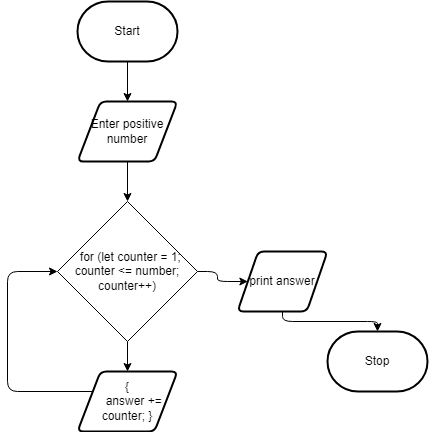 Start
Enter positive
number
for (let counter = 1;
counter <= number;
counter++)
print answer
Stop
{
answer +=
counter; }